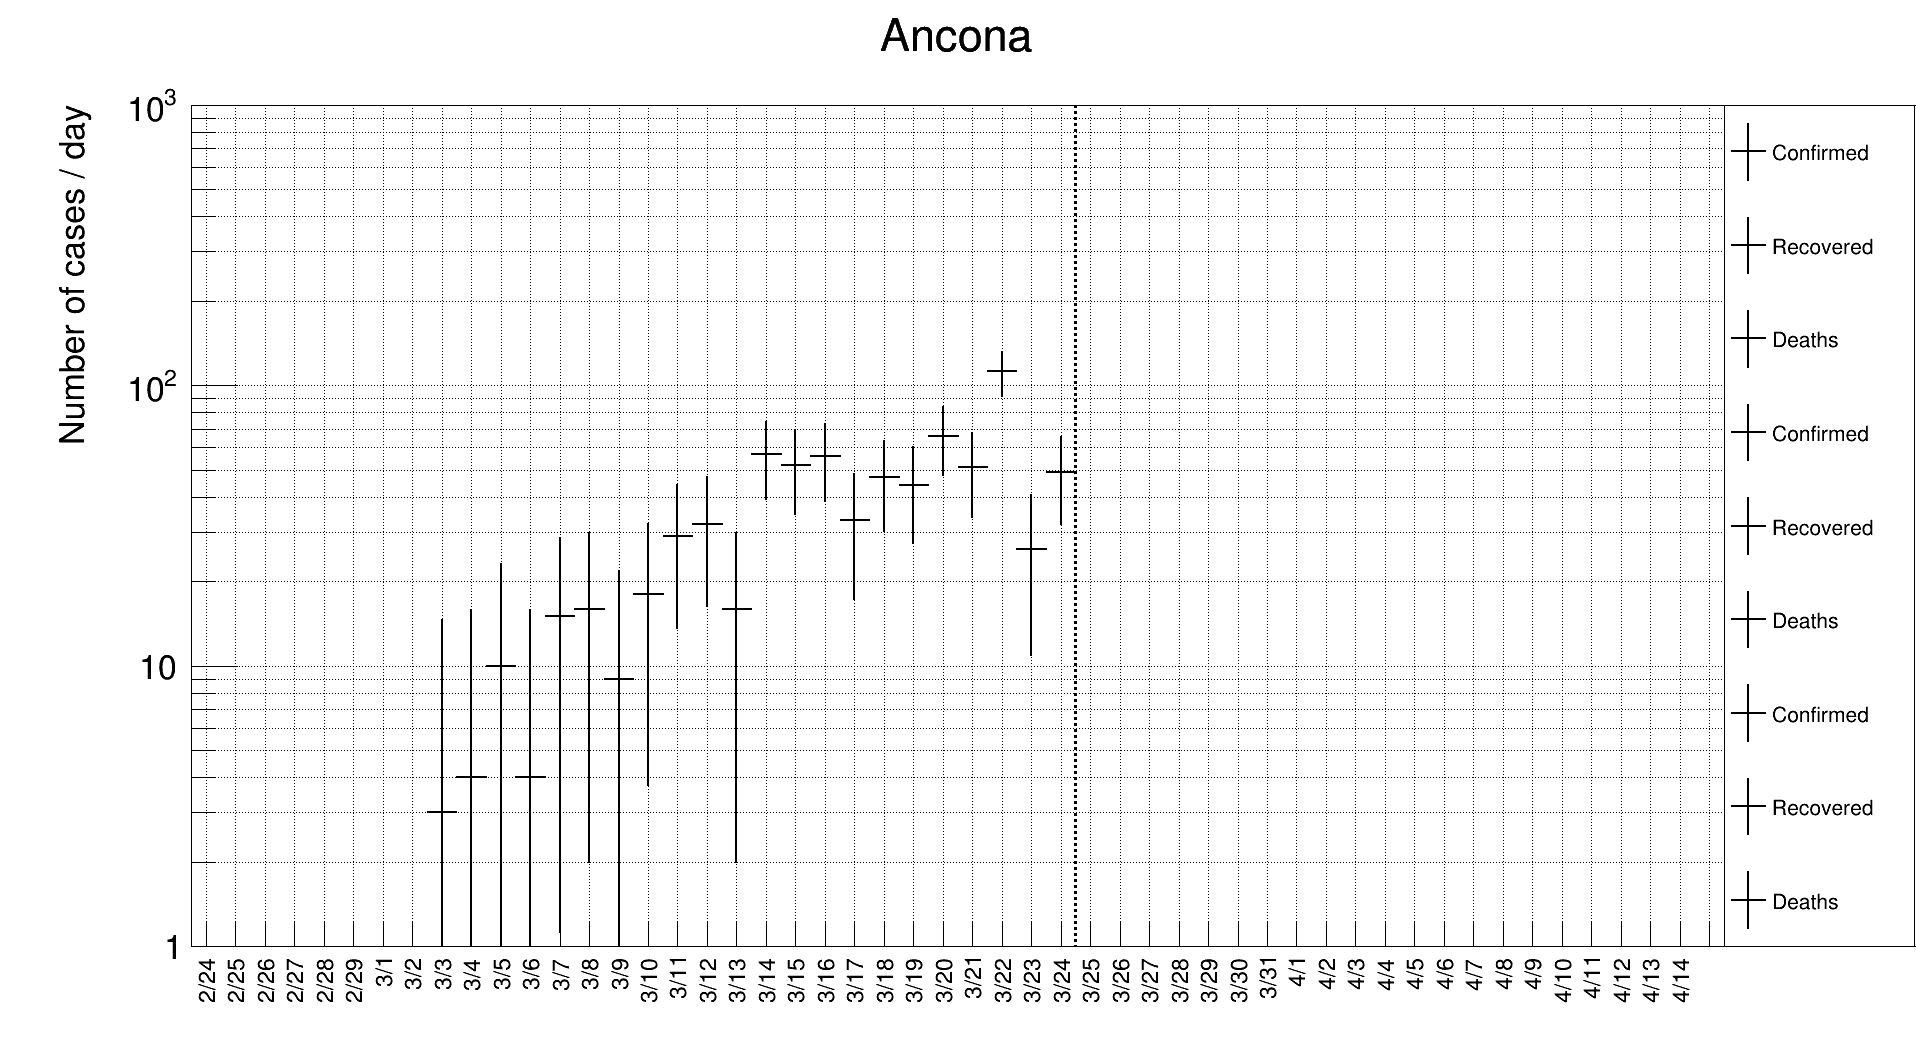 Ancona
Number of cases / day
10³
10²
10
1
2/24 2/25 2/26 2/27 2/28 2/29 3/1 3/2 3/3 3/4 3/5 3/6 3/7 3/8 3/9 3/10 3/11 3/12 3/13 3/14 3/15 3/16 3/17 3/18 3/19 3/20 3/21 3/22 3/23 3/24 3/25 3/26 3/27 3/28 3/29 3/30 3/31 4/1 4/2 4/3 4/4 4/5 4/6 4/7 4/8 4/9 4/10 4/11 4/12 4/13 4/14
Confirmed
Recovered
Deaths
Confirmed
Recovered
Deaths
Confirmed
Recovered
Deaths